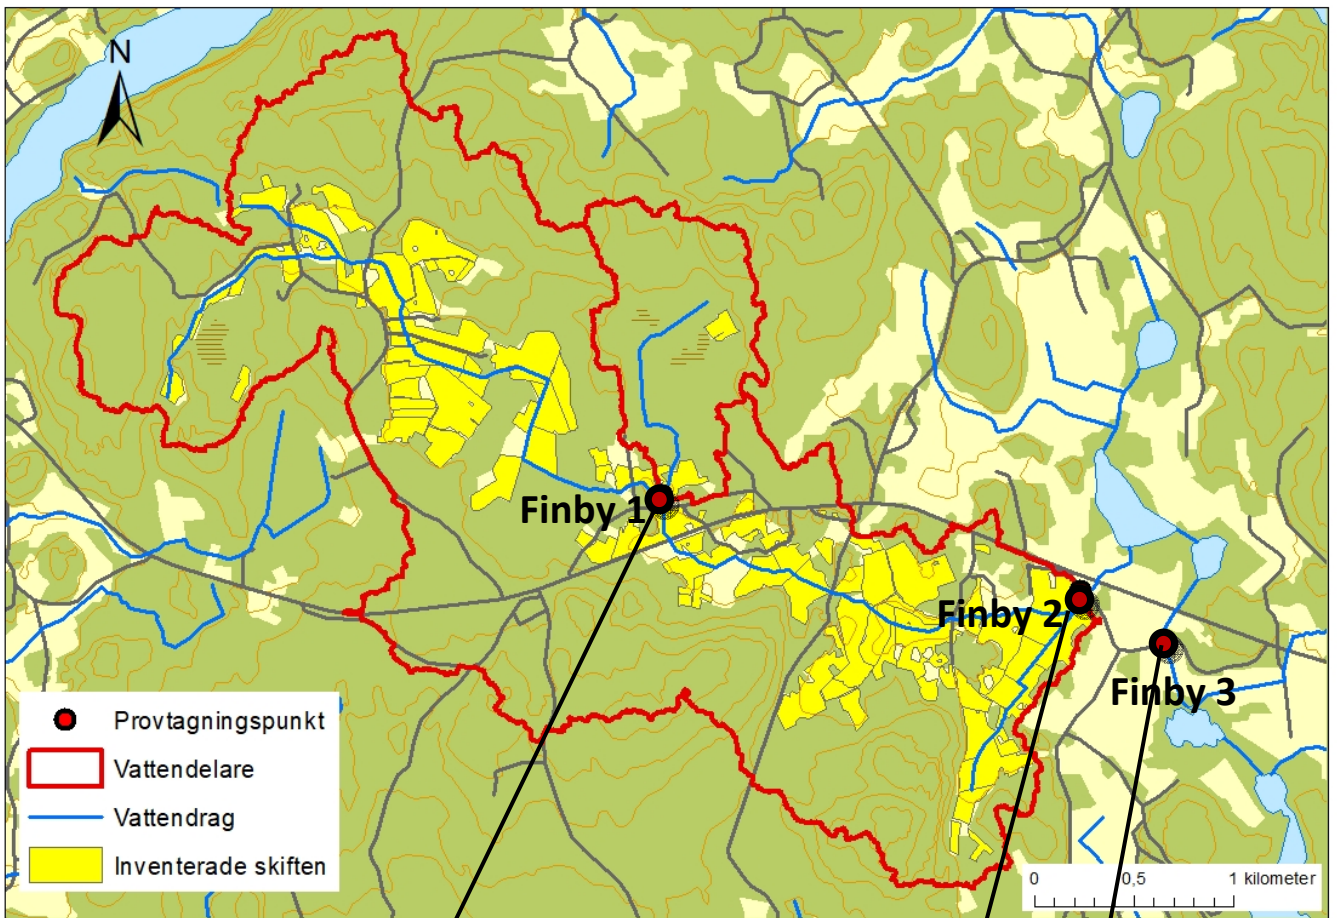 N
Finby 1
Finby 2
Finby 3
Provtagningspunkt
Vattendelare
Vattendrag
Inventerade skiften
0 0,5 1 kilometer